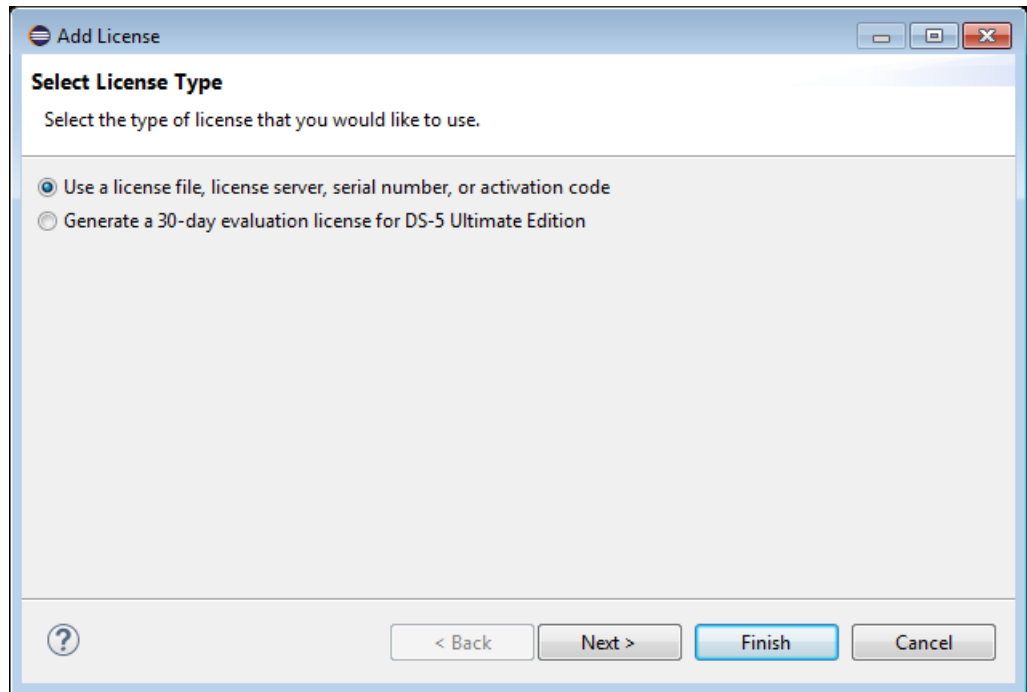 Add License
Select License Type
Select the type of license that you would like to use.
Use a license file, license server, serial number, or activation code
Generate a 30-day evaluation license for DS-5 Ultimate Edition
? < Back Next > Finish Cancel